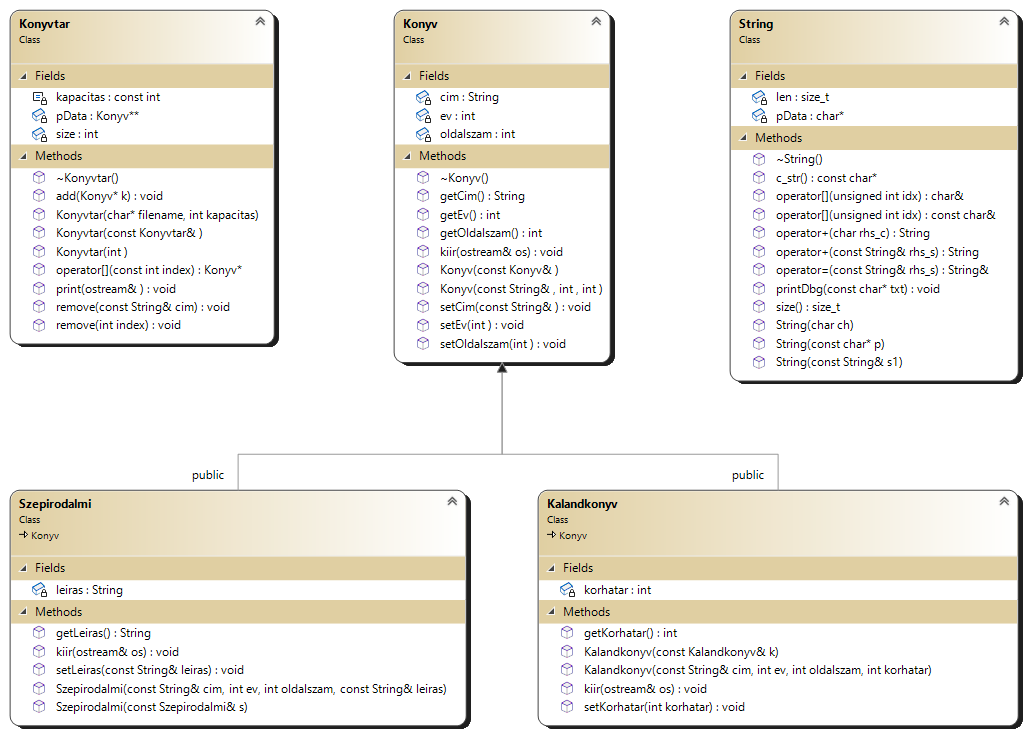 Konyvtar
Class
Fields
kapacitas : const int
pData : Konyv**
size : int
Methods
~Konyvtar()
add(Konyv* k) : void
Konyvtar(char* filename, int kapacitas)
Konyvtar(const Konyvtar& )
Konyvtar(int )
operator[](const int index) : Konyv*
print(ostream& ) : void
remove(const String& cim) : void
remove(int index) : void
Konyv
Class
Fields
cim : String
ev : int
oldalszam : int
Methods
~Konyv()
getCim() : String
getEv() : int
getOldalszam() : int
kiir(ostream& os) : void
Konyv(const Konyv& )
Konyv(const String& , int , int )
setCim(const String& ) : void
setEv(int ) : void
setOldalszam(int ) : void
String
Class
Fields
len : size_t
pData : char*
Methods
~String()
c_str() : const char*
operator[](unsigned int idx) : char&
operator[](unsigned int idx) : const char&
operator+(char rhs_c) : String
operator+(const String& rhs_s) : String
operator=(const String& rhs_s) : String&
printDbg(const char* txt) : void
size() : size_t
String(char ch)
String(const char* p)
String(const String& s1)
public
public
Szepirodalmi
Class
Konyv
Fields
leiras : String
Methods
getLeiras() : String
kiir(ostream& os) : void
setLeiras(const String& leiras) : void
Szepirodalmi(const String& cim, int ev, int oldalszam, const String& leiras)
Szepirodalmi(const Szepirodalmi& s)
Kalandkonyv
Class
Konyv
Fields
korhatar : int
Methods
getKorhatar() : int
Kalandkonyv(const Kalandkonyv& k)
Kalandkonyv(const String& cim, int ev, int oldalszam, int korhatar)
kiir(ostream& os) : void
setKorhatar(int korhatar) : void